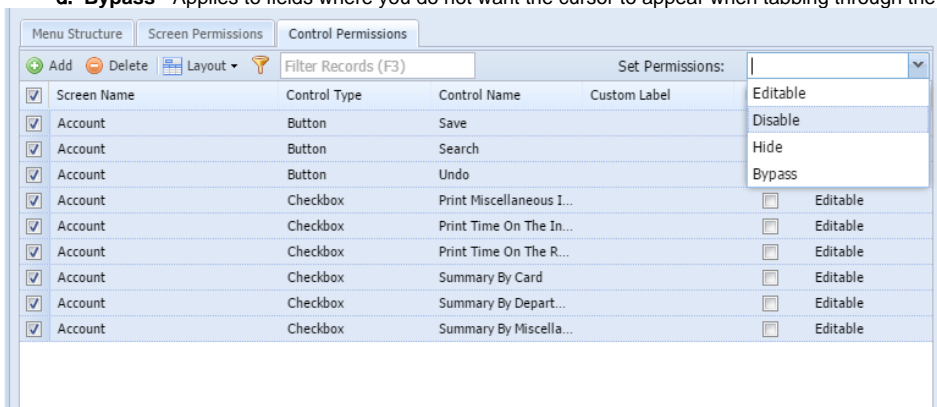 d. Bypass - Applies to fields where you do not want the cursor to appear when tabbing through the
Menu Structure Screen Permissions Control Permissions
Add Delete Layout Filter Records (F3) Set Permissions:
Screen Name Control Type Control Name Custom Label Editable
Account Button Save Disable
Account Button Search Hide
Account Button Undo Bypass
Account Checkbox Print Miscellaneous I... Editable
Account Checkbox Print Time On The In... Editable
Account Checkbox Print Time On The R... Editable
Account Checkbox Summary By Card Editable
Account Checkbox Summary By Depart... Editable
Account Checkbox Summary By Miscella... Editable